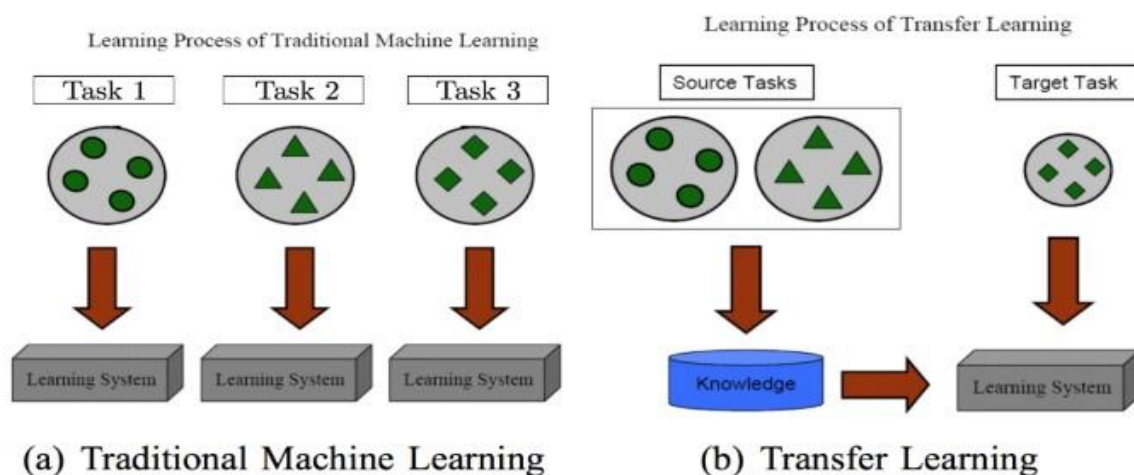 Learning Process of Traditional Machine Learning
Task 1
Task 2
Task 3
Learning System
Learning System
Learning System
(a) Traditional Machine Learning
Learning Process of Transfer Learning
Source Tasks
Target Task
Knowledge
Learning System
(b) Transfer Learning